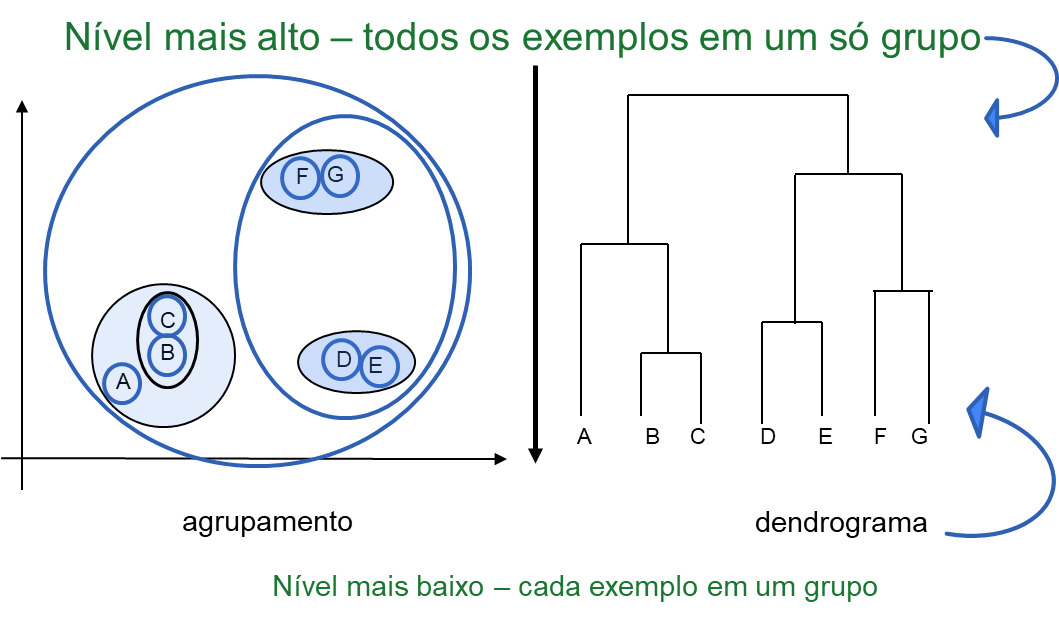 Nível mais alto – todos os exemplos em um só grupo
F G
C
B
A
D E
A B C D E F G
agrupamento
dendrograma
Nível mais baixo – cada exemplo em um grupo